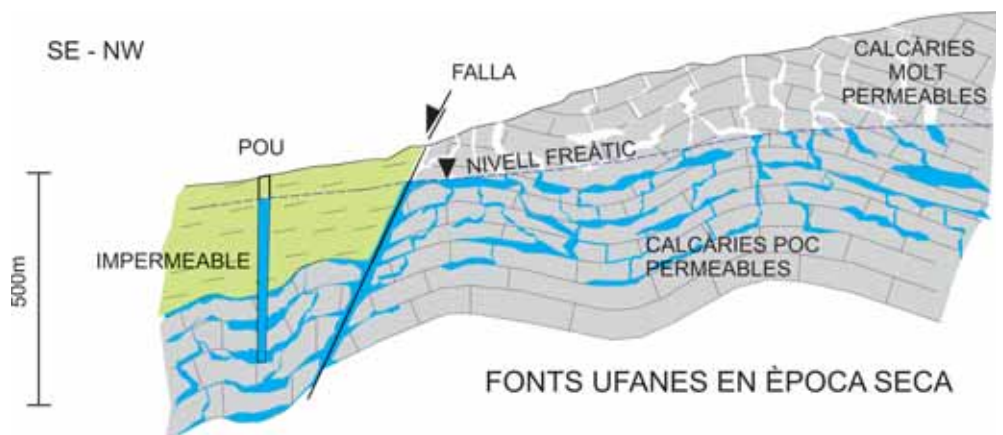 SE - NW
FALLA
CALCÀRIES
MOLT
PERMEABLES
POU
NIVELL FREÀTIC
IMPERMEABLE
CALCÀRIES POC
PERMEABLES
500m
FONTS UFANES EN ÈPOCA SECA